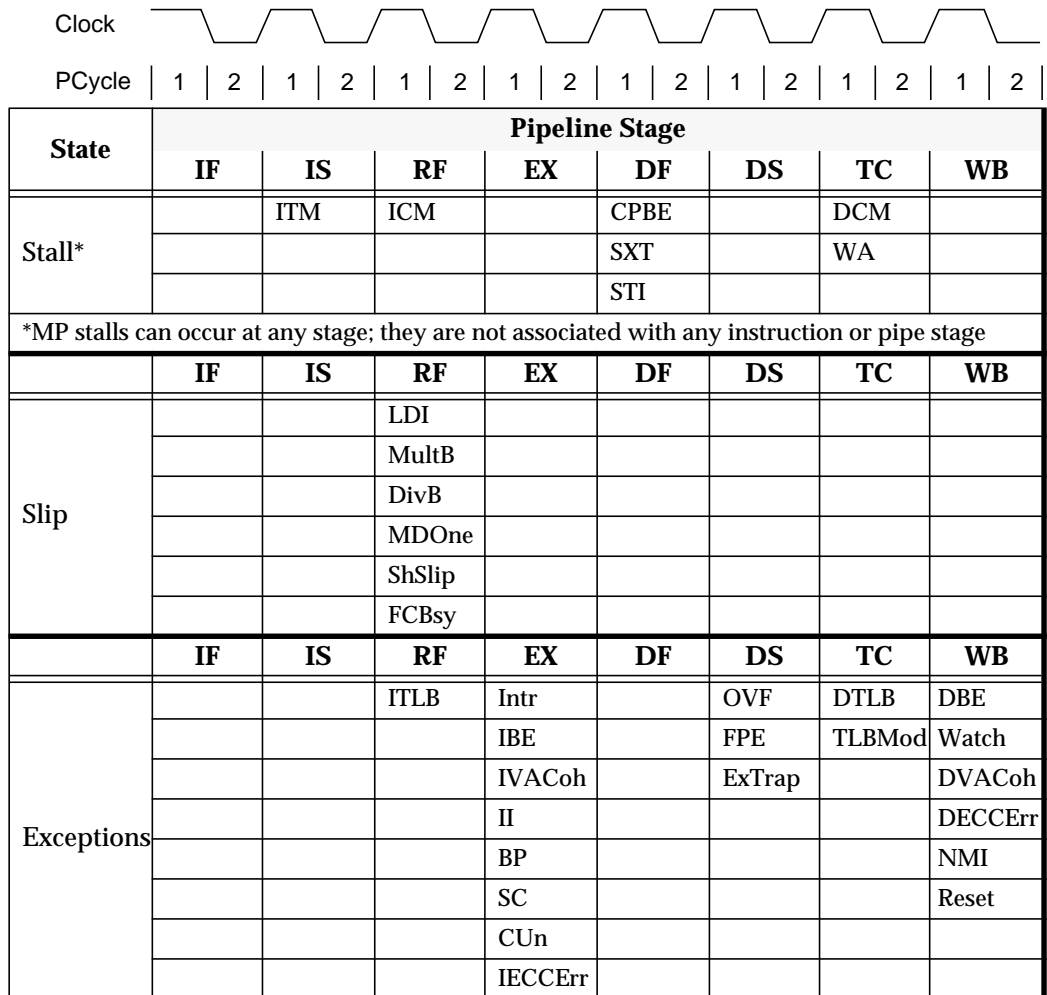 Clock
PCycle 1 2 1 2 1 2 1 2 1 2 1 2 1 2 1 2
State Pipeline Stage
IF IS RF EX DF DS TC WB
Stall*
ITM ICM CPBE DCM
SXT WA
STI
*MP stalls can occur at any stage; they are not associated with any instruction or pipe stage
IF IS RF EX DF DS TC WB
Slip
LDI
MultB
DivB
MDOne
ShSlip
FCBsy
IF IS RF EX DF DS TC WB
Exceptions
ITLB Intr OVF DTLB DBE
IBE FPE TLBMod Watch
IVACoh ExTrap DVACoh
II DECCErr
BP NMI
SC Reset
CUn
IECCErr